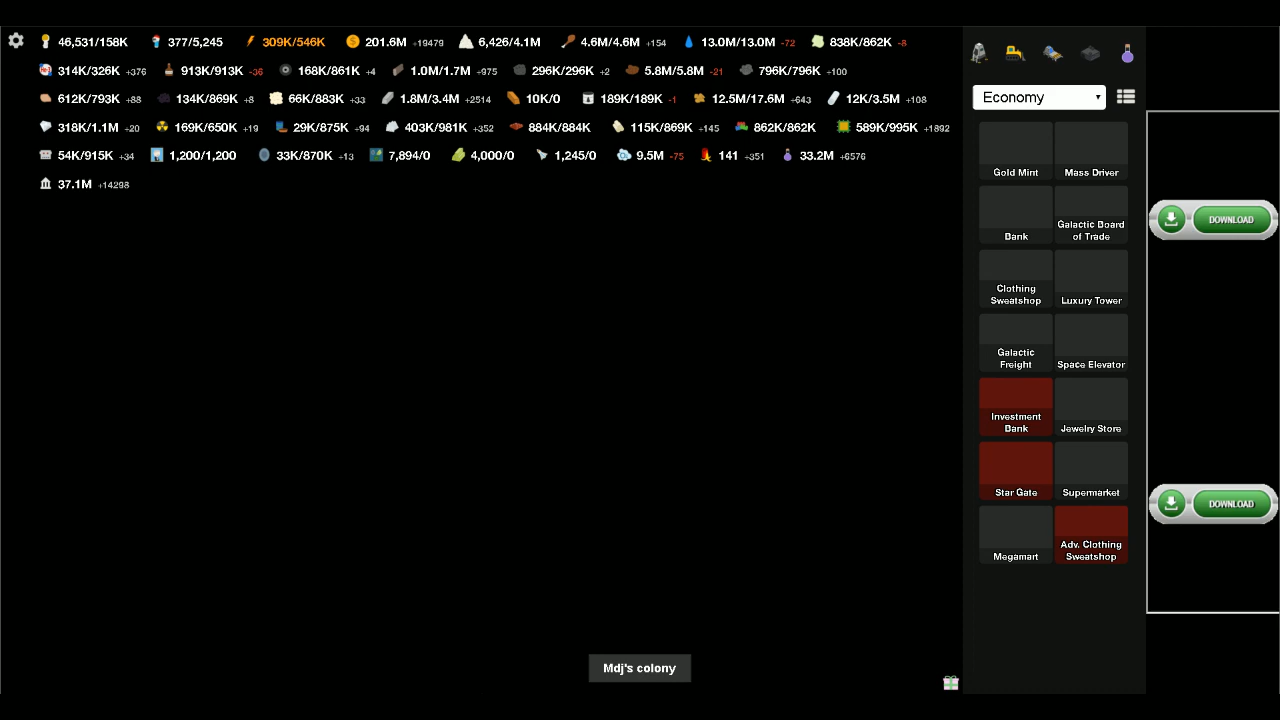 46,531/158K 377/5,245 309K/546K 201.6M +19479 6,426/4.1M 4.6M/4.6M +154 13.0M/13.0M -72 838K/862K -8
314K/326K +376 913K/913K -36 168K/861K +4 1.0M/1.7M +975 296K/296K +2 5.8M/5.8M -21 796K/796K +100
612K/793K +88 134K/869K +8 66K/883K +33 1.8M/3.4M +2514 10K/0 189K/189K -1 12.5M/17.6M +643 12K/3.5M +108
318K/1.1M +20 169K/650K +19 29K/875K +94 403K/981K +352 884K/884K 115K/869K +145 862K/862K 589K/995K +1892
54K/915K +34 1,200/1,200 33K/870K +13 7,894/0 4,000/0 1,245/0 9.5M -75 141 +351 33.2M +6576
37.1M +14298
Economy
Gold Mint
Mass Driver
Bank
Galactic Board
of Trade
Clothing
Sweatshop
Luxury Tower
Galactic
Freight
Space Elevator
Investment
Bank
Jewelry Store
Star Gate
Supermarket
Megamart
Adv. Clothing
Sweatshop
DOWNLOAD
DOWNLOAD
Mdj's colony